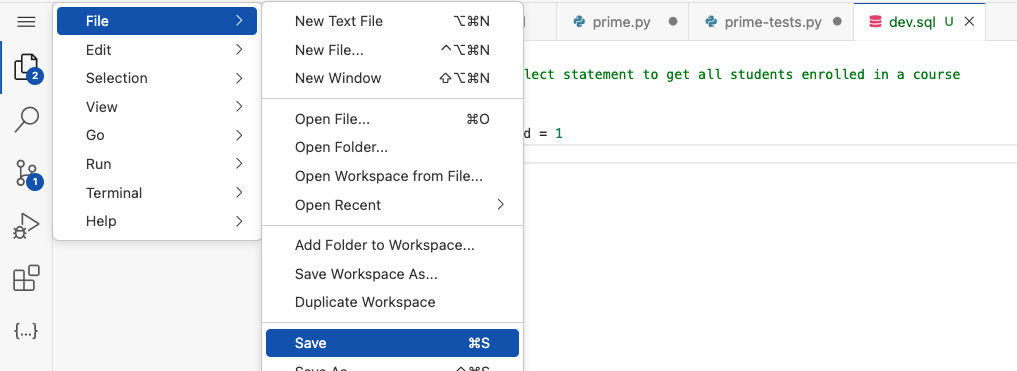 File
Edit
Selection
View
Go
Run
Terminal
Help
New Text File ⌥⌘N
New File... ^⌥⌘N
New Window ⇧⌥⌘N
Open File... ⌘O
Open Folder...
Open Workspace from File...
Open Recent
Add Folder to Workspace...
Save Workspace As...
Duplicate Workspace
Save ⌘S
Save As
prime.py
prime-tests.py
dev.sql U
lect statement to get all students enrolled in a course
d = 1
2
1
{...}